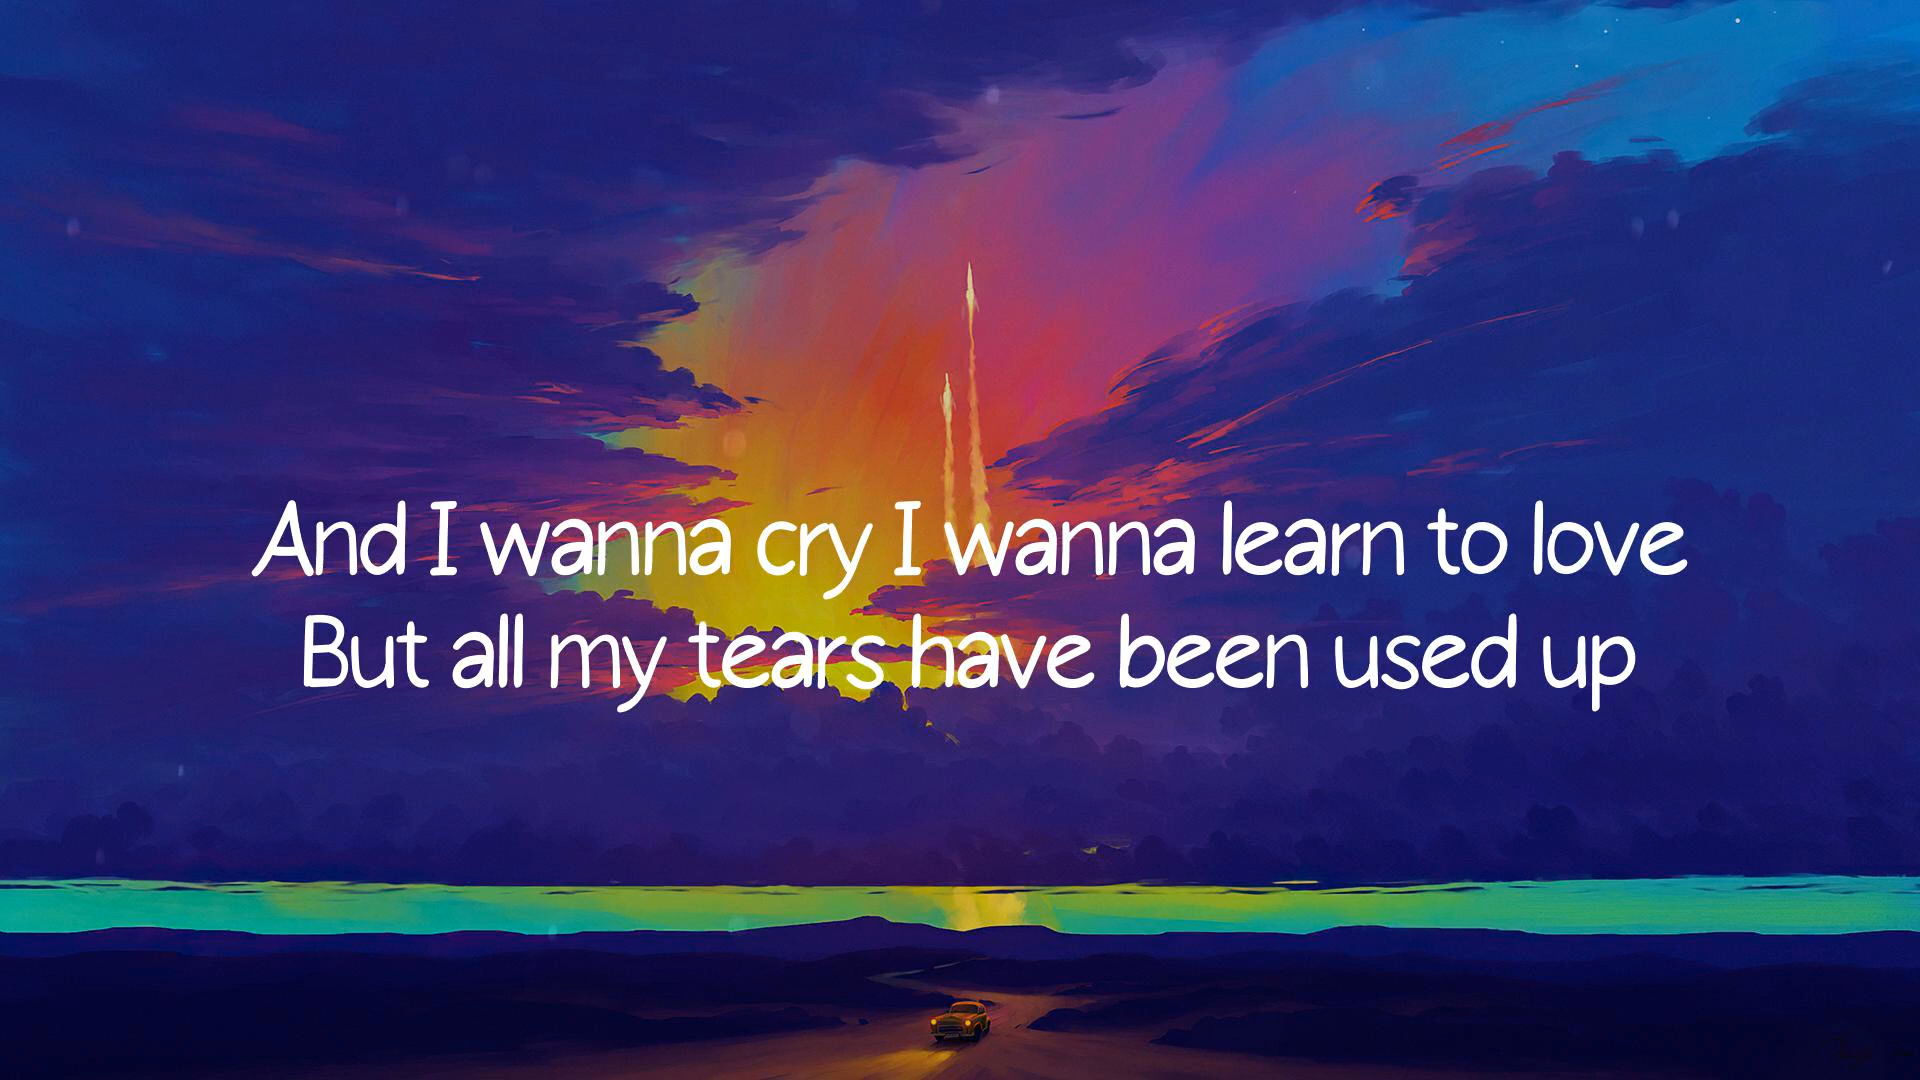 And I wanna cry I wanna learn to love
But all my tears have been used up